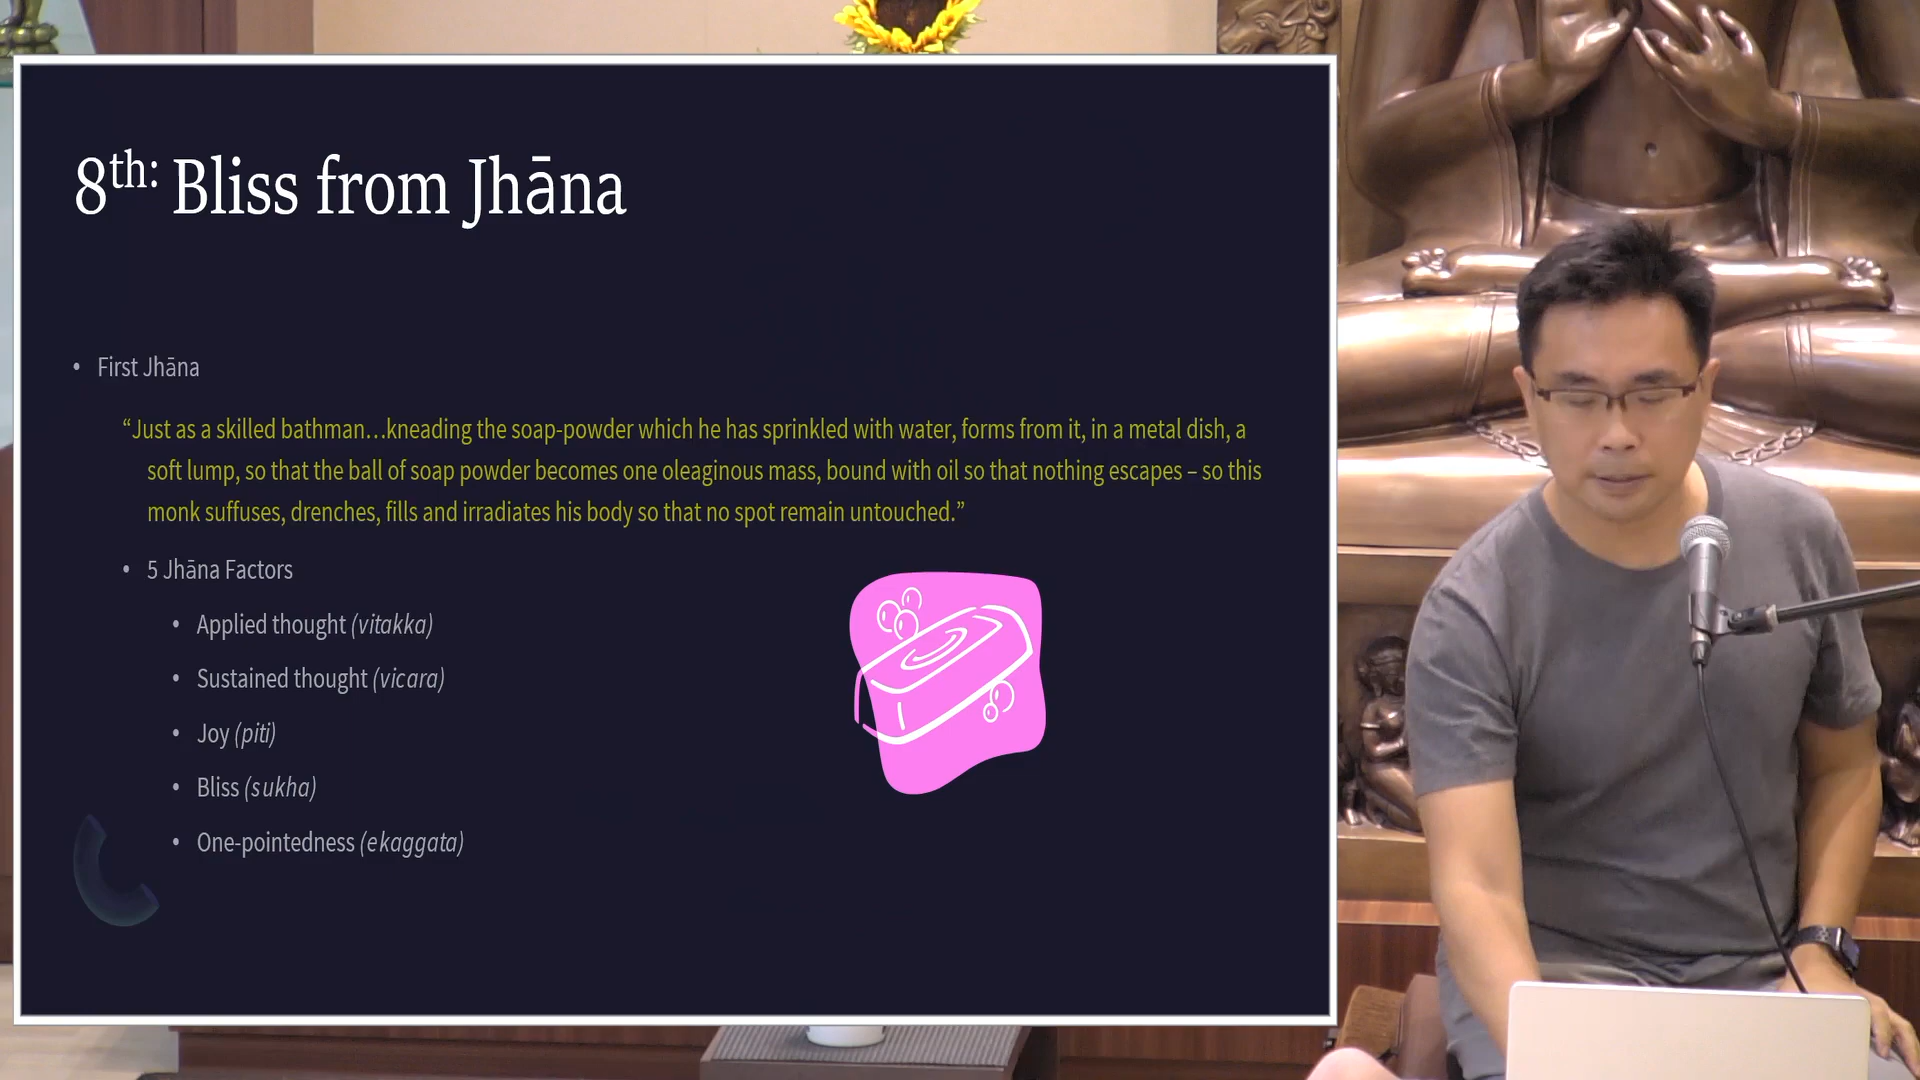 8th: Bliss from Jhāna
• First Jhāna
“Just as a skilled bathman…kneading the soap-powder which he has sprinkled with water, forms from it, in a metal dish, a
soft lump, so that the ball of soap powder becomes one oleaginous mass, bound with oil so that nothing escapes – so this
monk suffuses, drenches, fills and irradiates his body so that no spot remain untouched.”
• 5 Jhāna Factors
• Applied thought (vitakka)
• Sustained thought (vicara)
• Joy (piti)
• Bliss (sukha)
• One-pointedness (ekaggata)